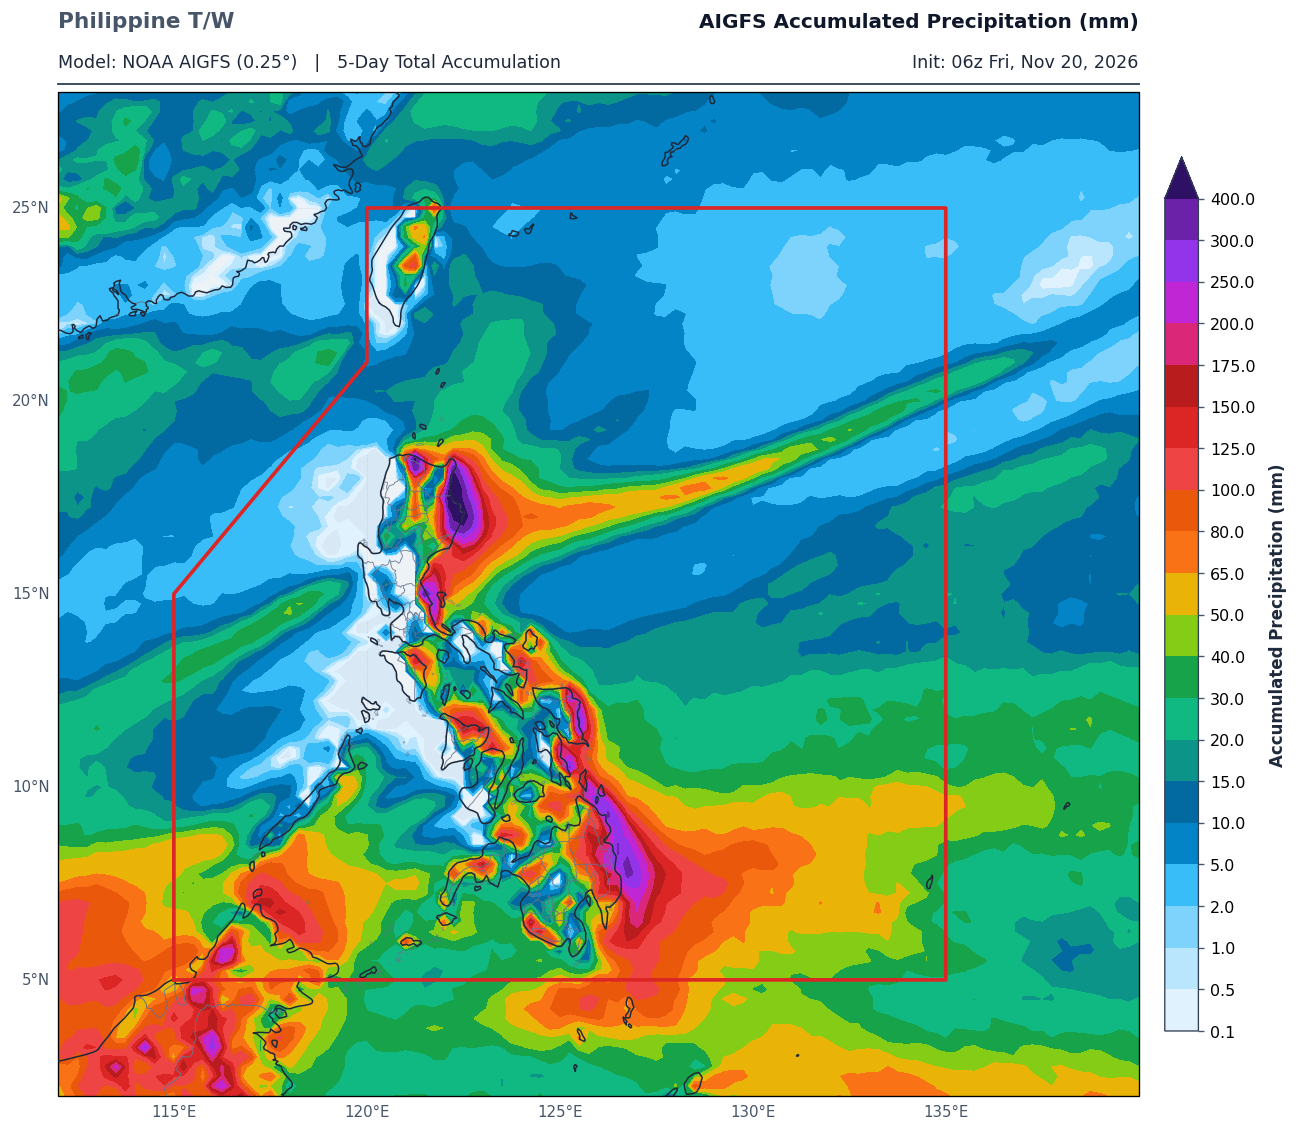 Philippine T/W
AIGFS Accumulated Precipitation (mm)
Model: NOAA AIGFS (0.25°) | 5-Day Total Accumulation
Init: 06z Fri, Nov 20, 2026
25°N
20°N
15°N
10°N
5°N
115°E
120°E
125°E
130°E
135°E
400.0
300.0
250.0
200.0
175.0
150.0
125.0
100.0
80.0
65.0
50.0
40.0
30.0
20.0
15.0
10.0
5.0
2.0
1.0
0.5
0.1
Accumulated Precipitation (mm)